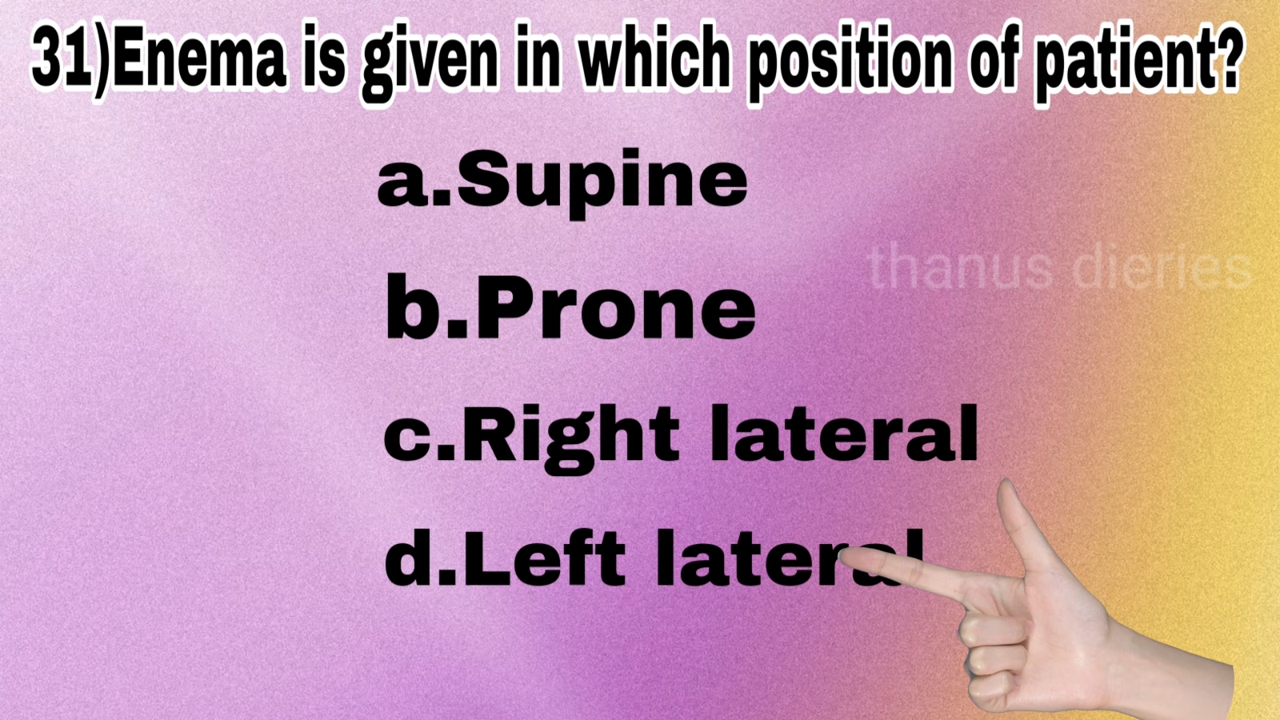 31)Enema is given in which position of patient?
a.Supine
b.Prone
thanus dieries
c.Right lateral
d.Left lateral